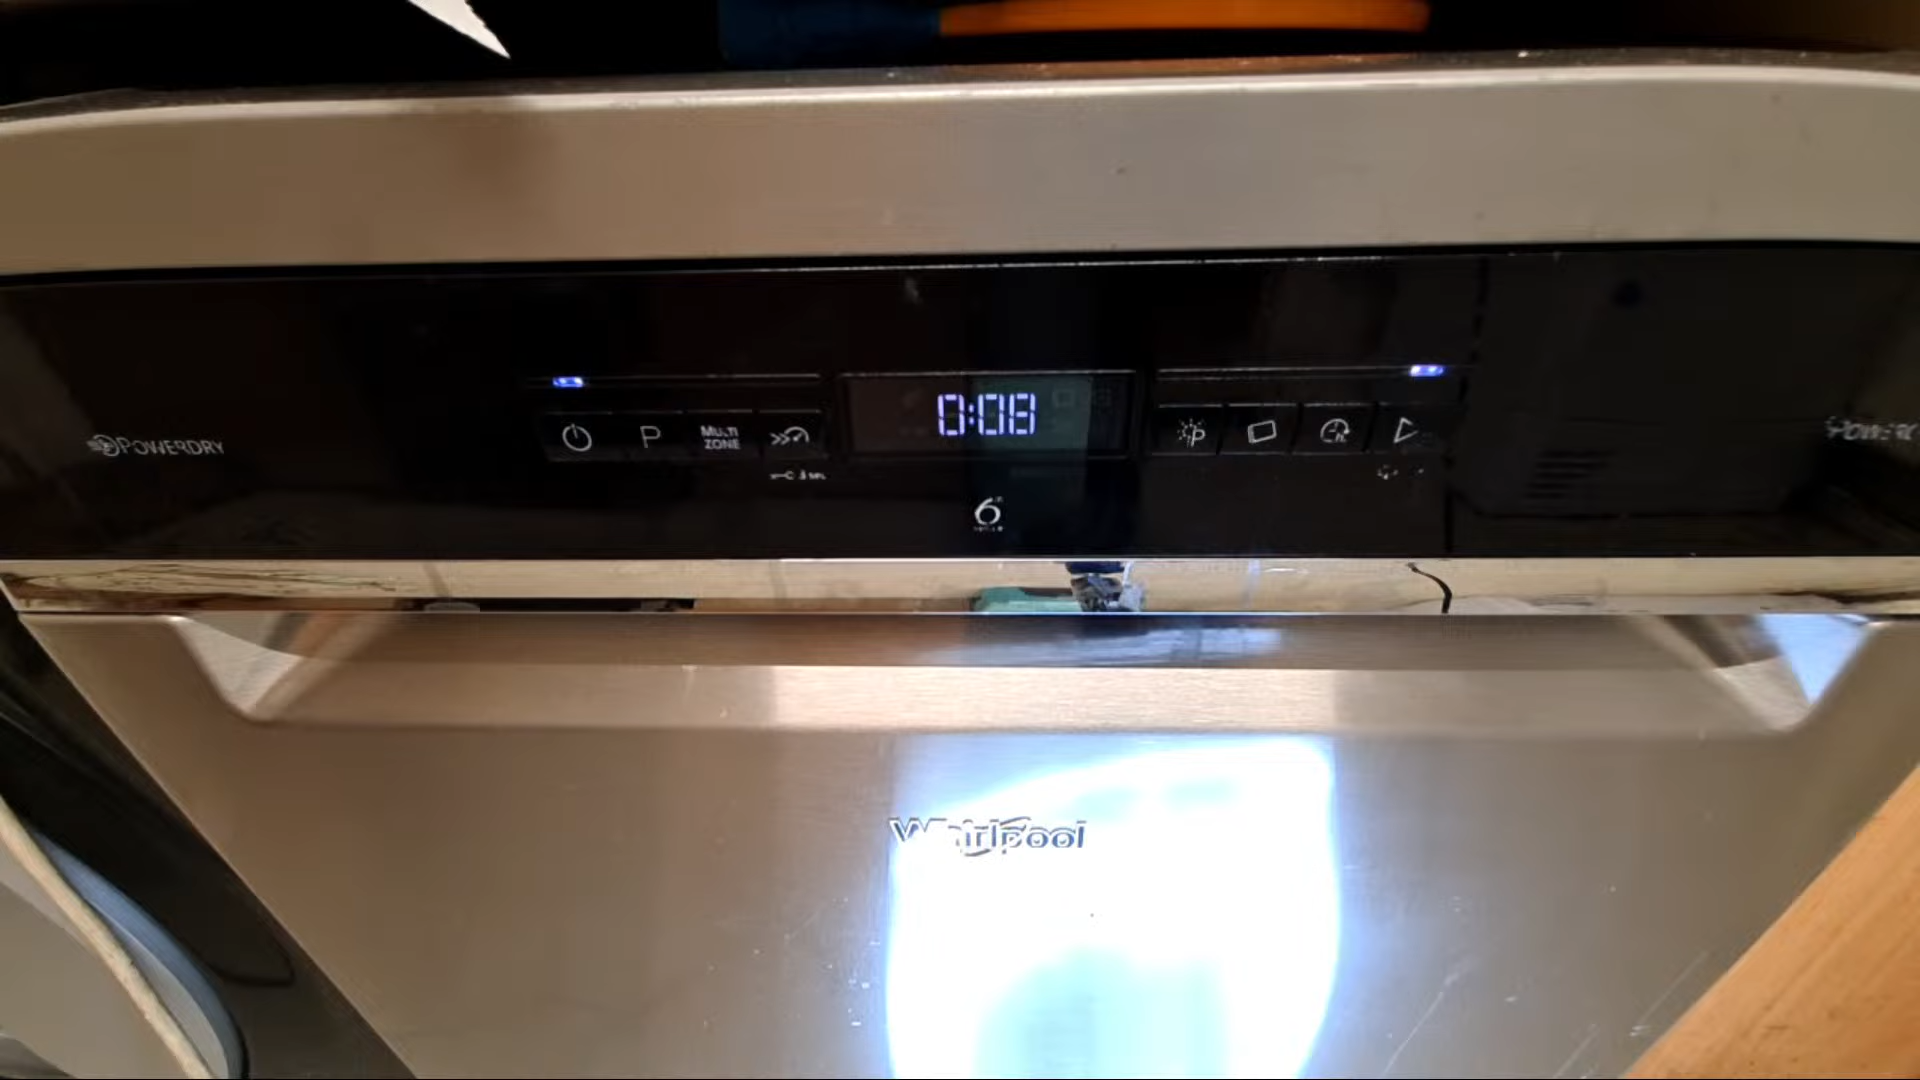 POWERDRY
P
MULTI
ZONE
0:08
P
h
6
Whirlpool